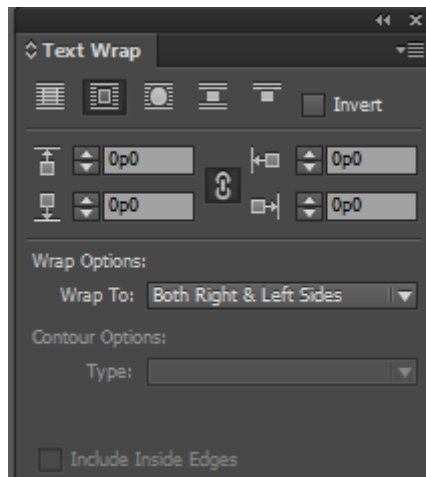 Text Wrap
Invert
0p0 0p0
0p0 0p0
Wrap Options:
Wrap To: Both Right & Left Sides
Contour Options:
Type:
Include Inside Edges